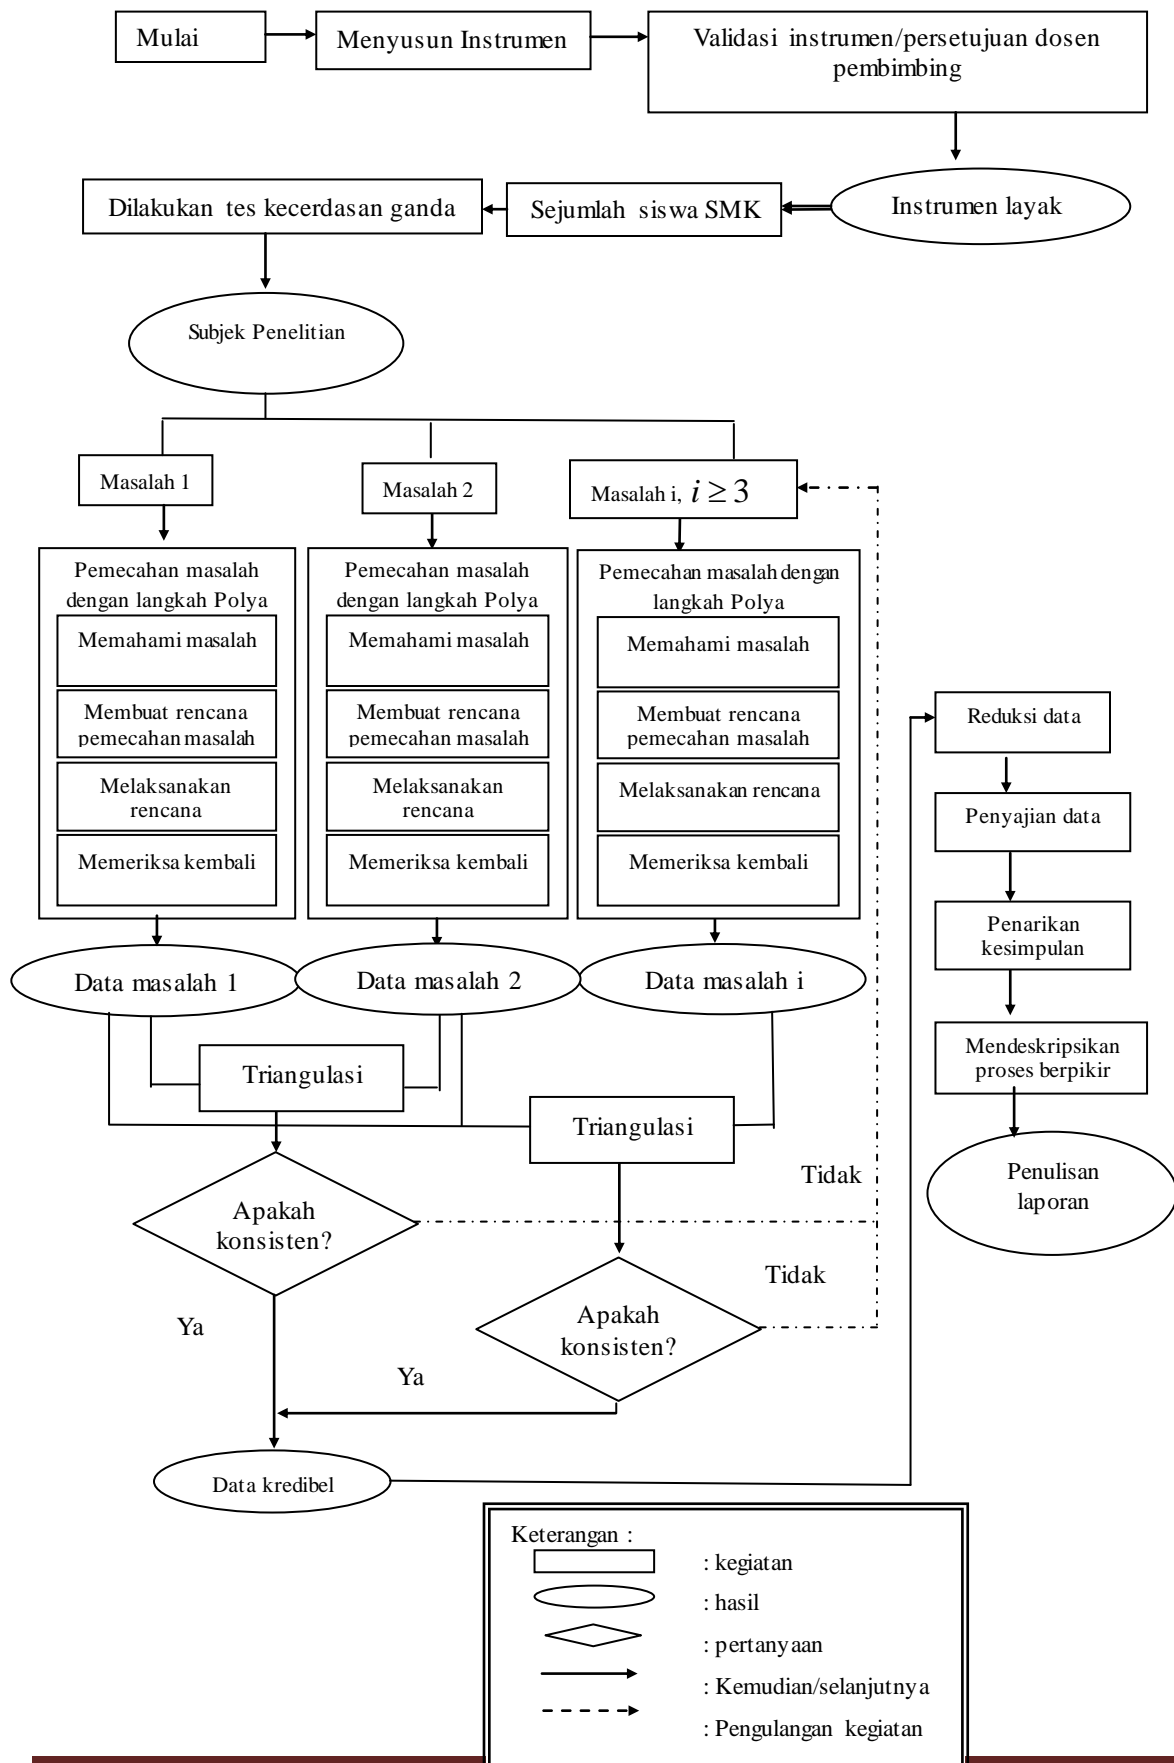 Mulai
Menyusun Instrumen
Validasi instrumen/persetujuan dosen
pembimbing
Instrumen layak
Sejumlah siswa SMK
Dilakukan tes kecerdasan ganda
Subjek Penelitian
Masalah 1
Masalah 2
Masalah i, i ≥ 3
Pemecahan masalah
dengan langkah Polya
Memahami masalah
Membuat rencana
pemecahan masalah
Melaksanakan
rencana
Memeriksa kembali
Pemecahan masalah
dengan langkah Polya
Memahami masalah
Membuat rencana
pemecahan masalah
Melaksanakan
rencana
Memeriksa kembali
Pemecahan masalah dengan
langkah Polya
Memahami masalah
Membuat rencana
pemecahan masalah
Melaksanakan rencana
Memeriksa kembali
Data masalah 1
Data masalah 2
Data masalah i
Triangulasi
Triangulasi
Apakah
konsisten?
Tidak
Ya
Apakah
konsisten?
Tidak
Ya
Data kredibel
Reduksi data
Penyajian data
Penarikan
kesimpulan
Mendeskripsikan
proses berpikir
Penulisan
laporan
Keterangan :
: kegiatan
: hasil
: pertanyaan
: Kemudian/selanjutnya
: Pengulangan kegiatan